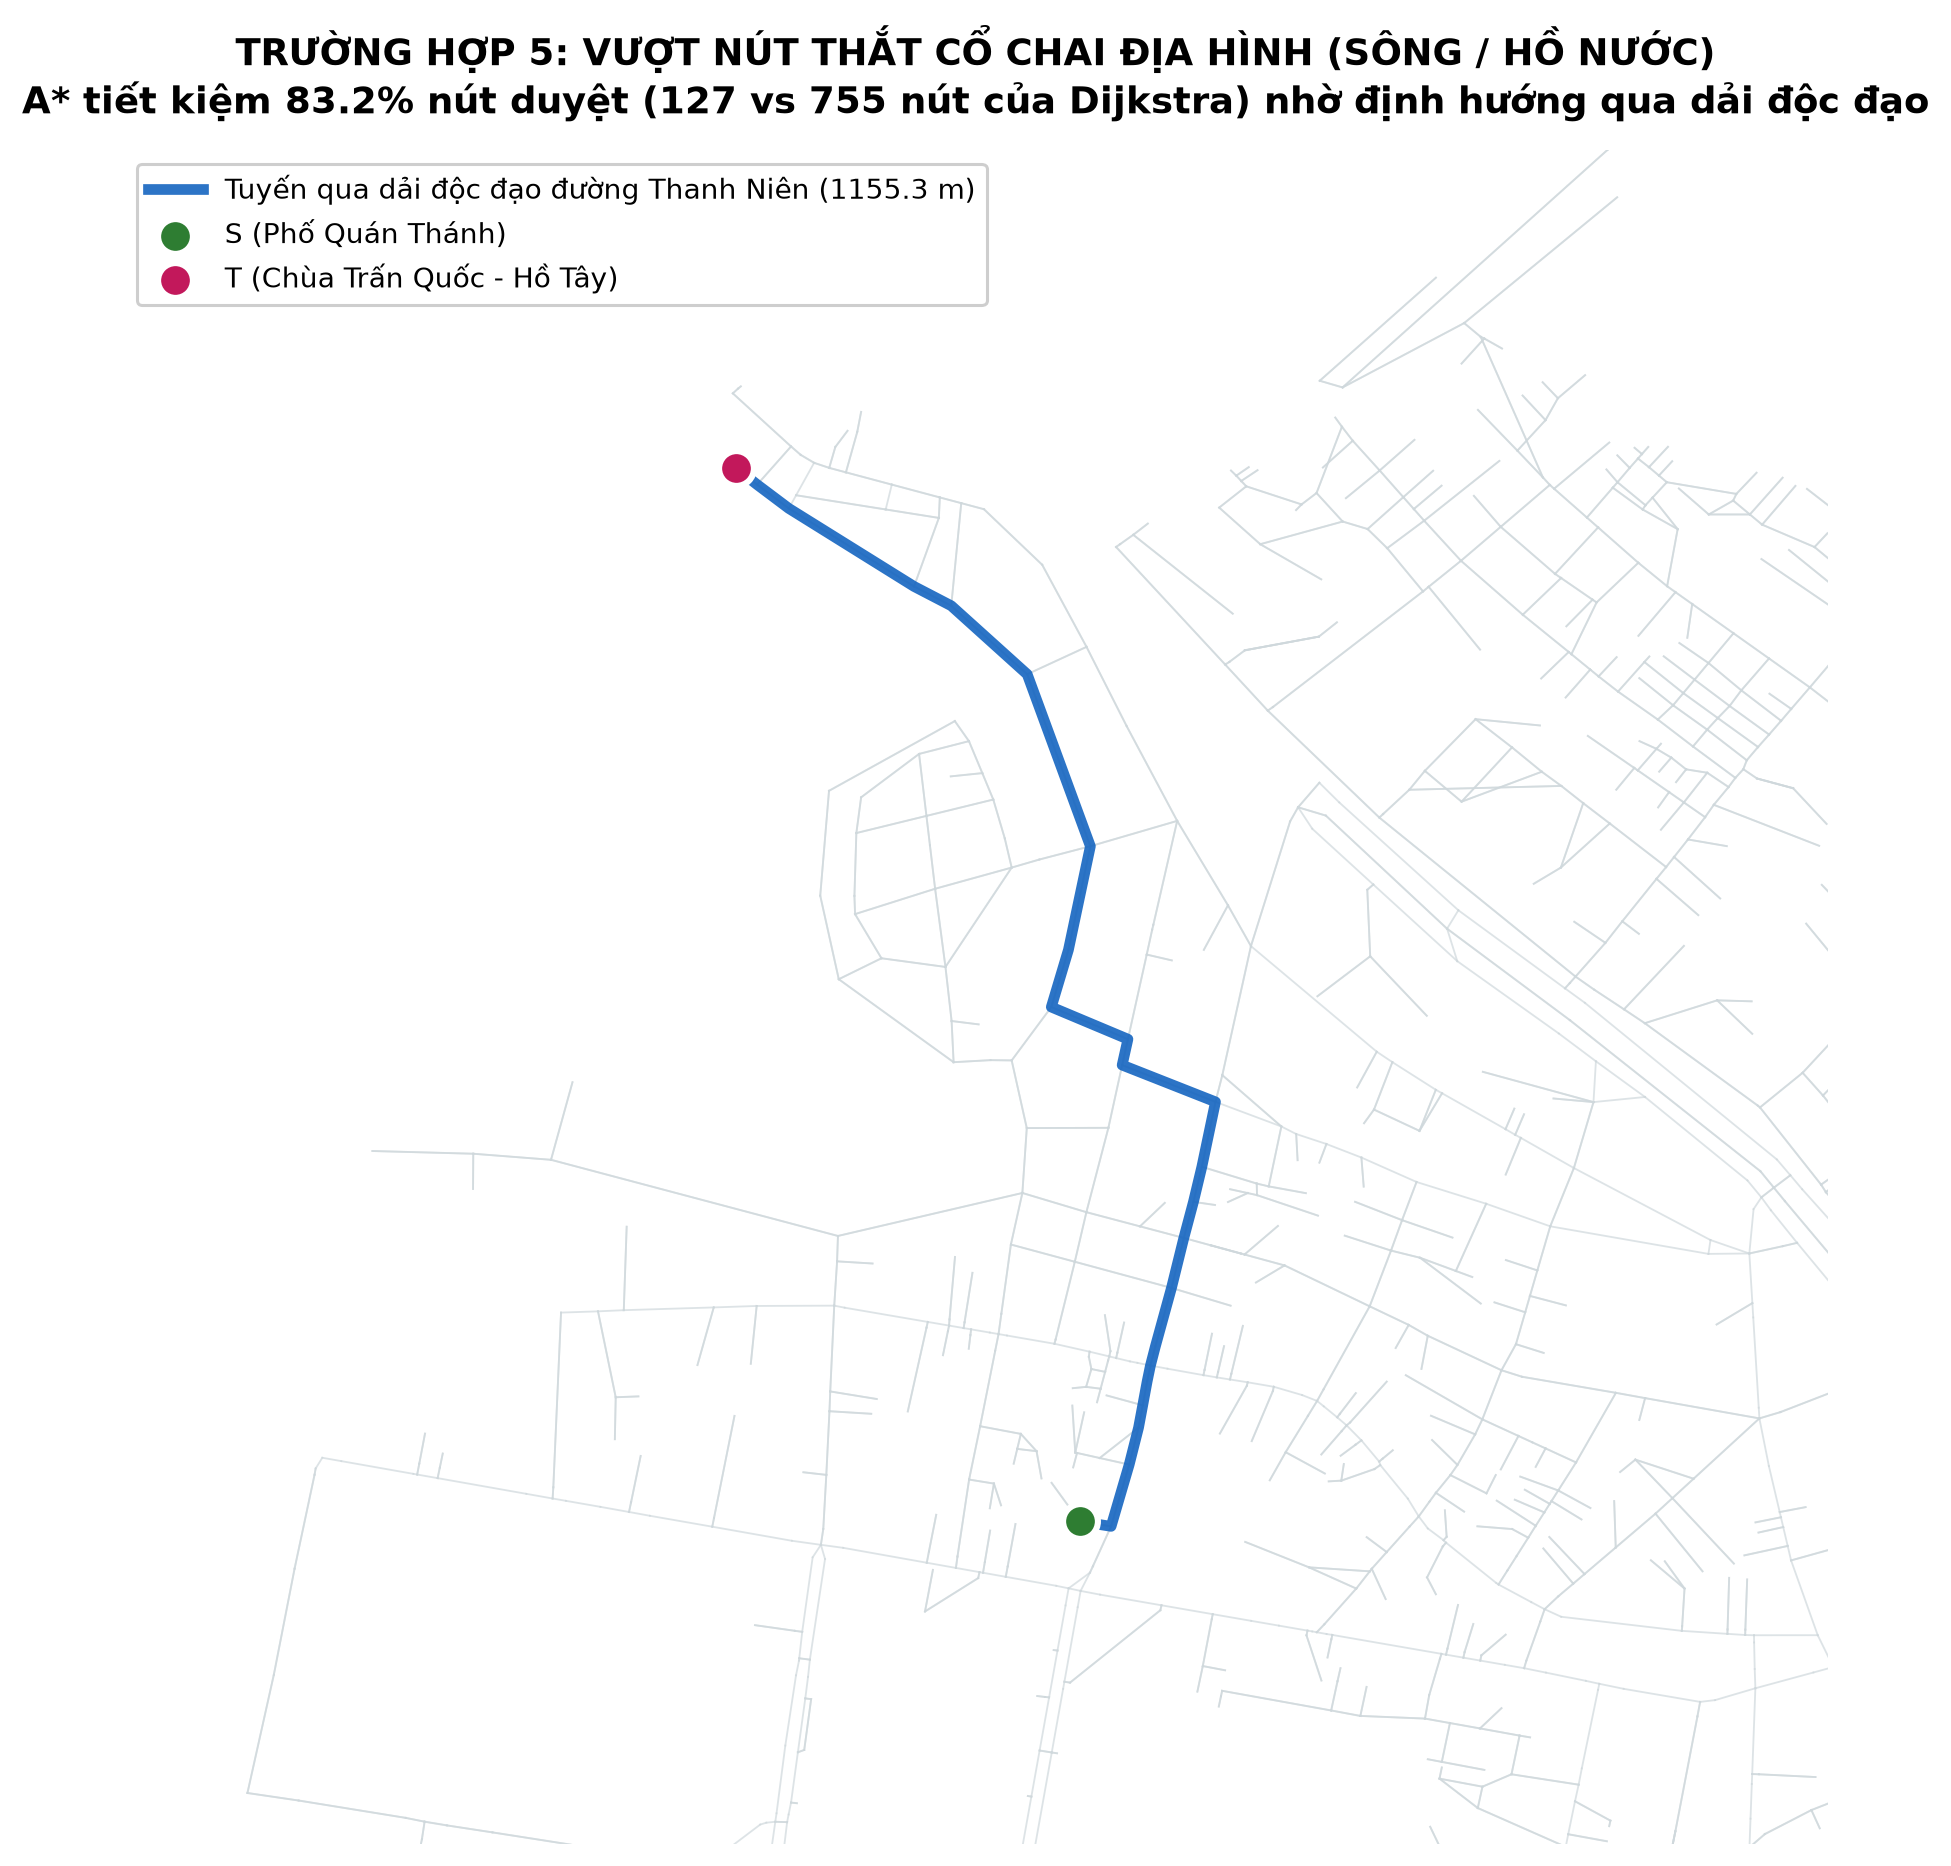 TRƯỜNG HỢP 5: VƯỢT NÚT THẮT CỔ CHAI ĐỊA HÌNH (SÔNG / HỒ NƯỚC)
A* tiết kiệm 83.2% nút duyệt (127 vs 755 nút của Dijkstra) nhờ định hướng qua dải độc đạo
Tuyến qua dải độc đạo đường Thanh Niên (1155.3 m)
S (Phố Quán Thánh)
T (Chùa Trấn Quốc - Hồ Tây)